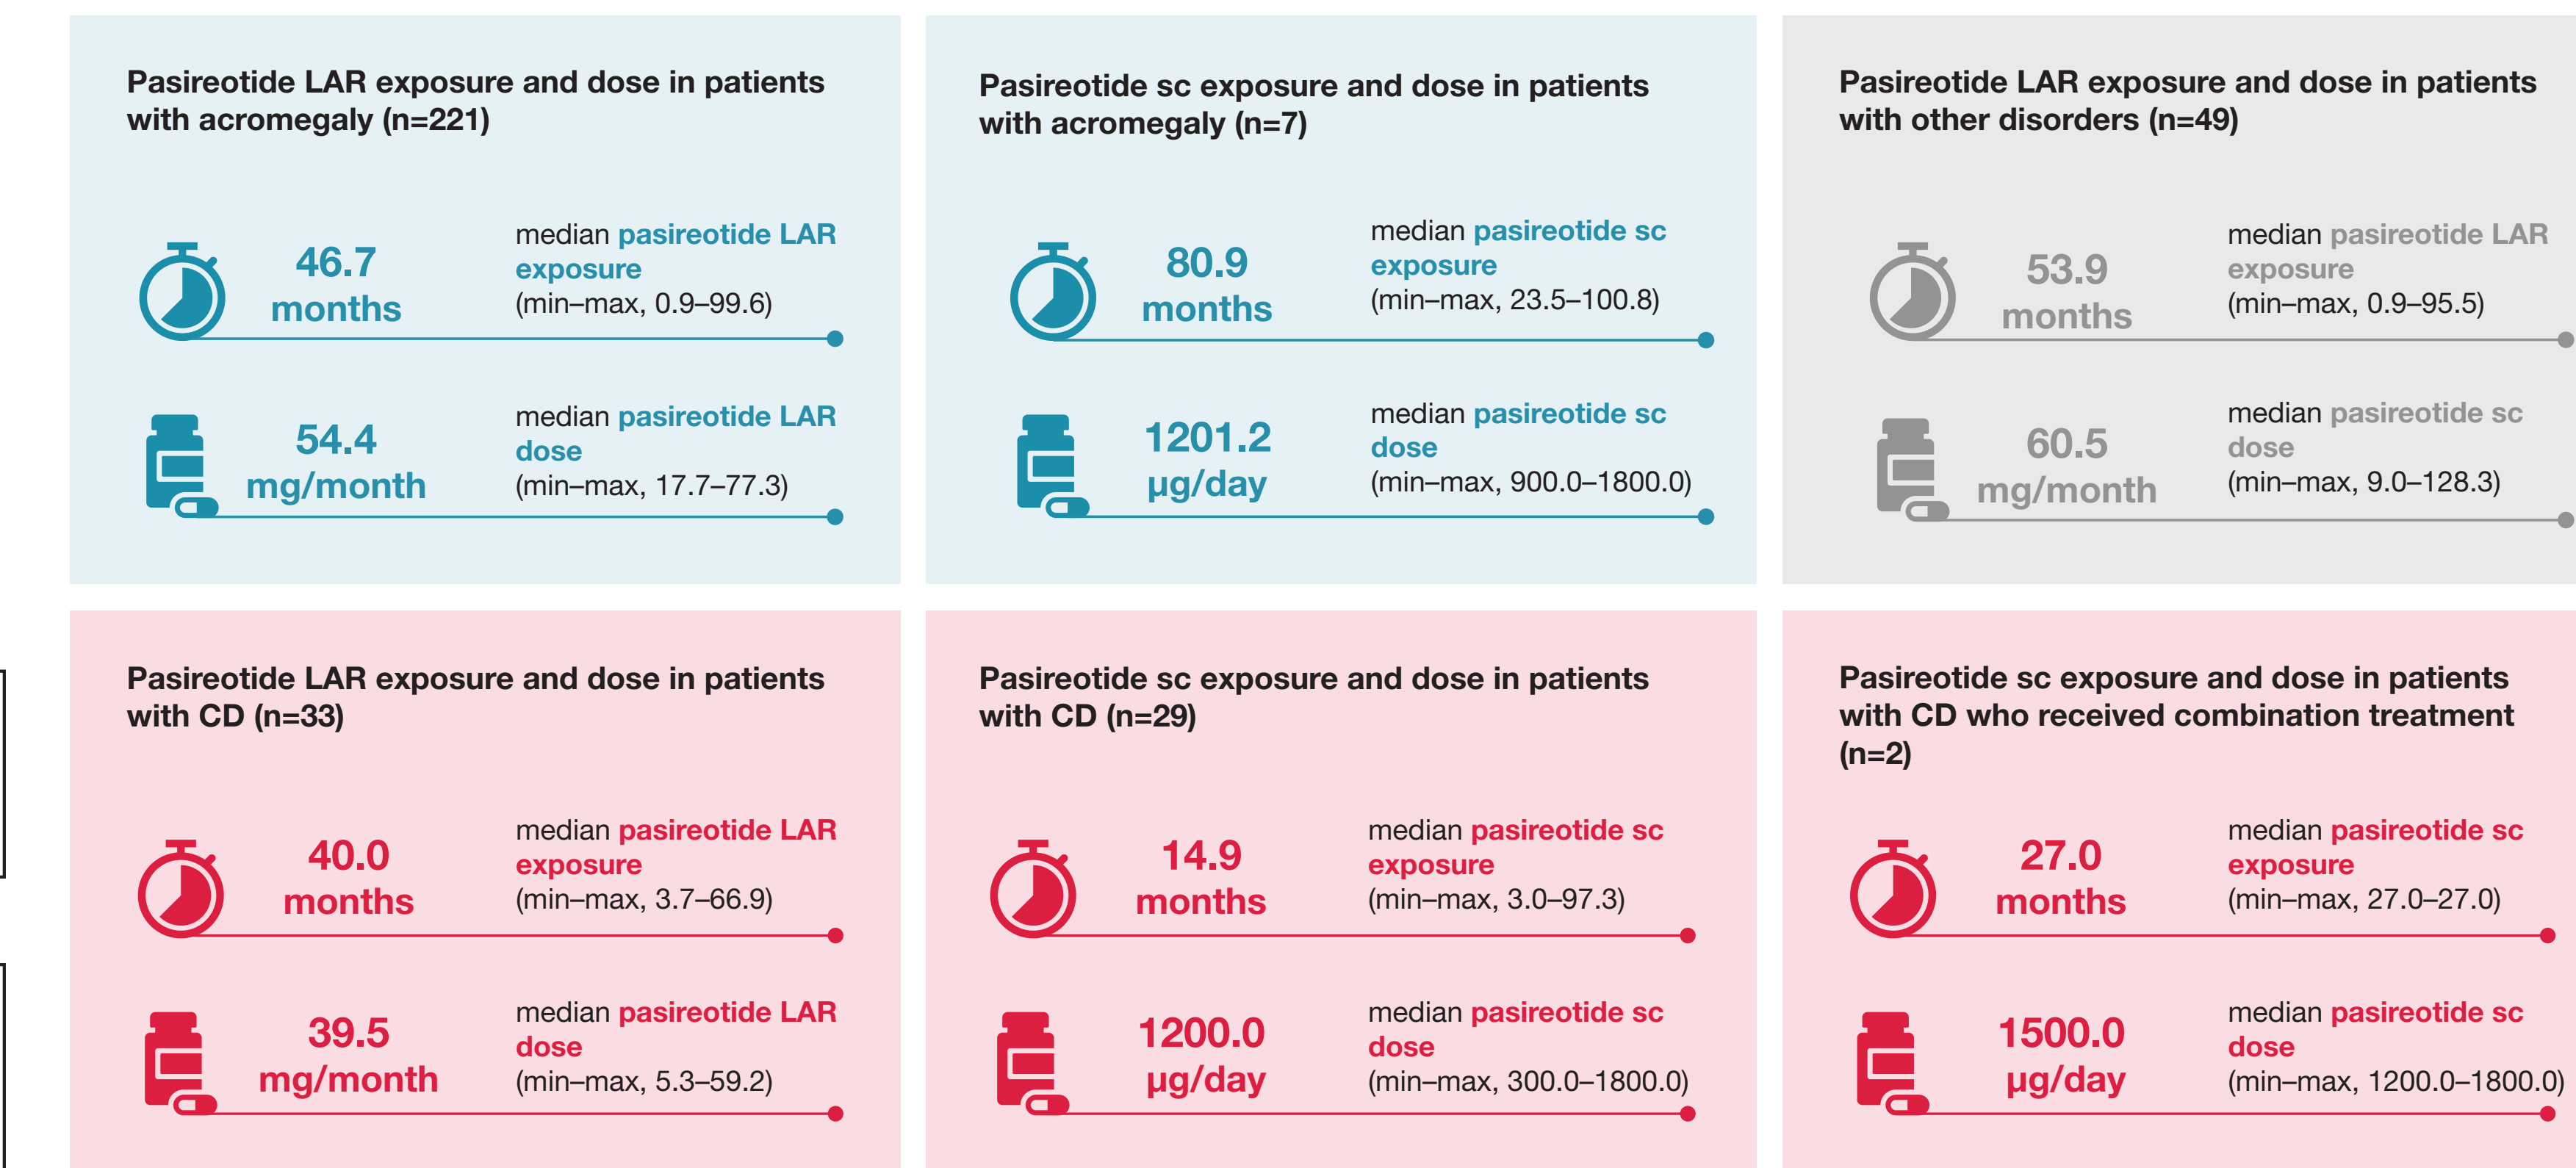 Pasireotide LAR exposure and dose in patients
with acromegaly (n=221)
46.7
months
median pasireotide LAR
exposure
(min–max, 0.9–99.6)
54.4
mg/month
median pasireotide LAR
dose
(min–max, 17.7–77.3)
Pasireotide sc exposure and dose in patients
with acromegaly (n=7)
80.9
months
median pasireotide sc
exposure
(min–max, 23.5–100.8)
1201.2
µg/day
median pasireotide sc
dose
(min–max, 900.0–1800.0)
Pasireotide LAR exposure and dose in patients
with other disorders (n=49)
53.9
months
median pasireotide LAR
exposure
(min–max, 0.9–95.5)
60.5
mg/month
median pasireotide sc
dose
(min–max, 9.0–128.3)
Pasireotide LAR exposure and dose in patients
with CD (n=33)
40.0
months
median pasireotide LAR
exposure
(min–max, 3.7–66.9)
39.5
mg/month
median pasireotide LAR
dose
(min–max, 5.3–59.2)
Pasireotide sc exposure and dose in patients
with CD (n=29)
14.9
months
median pasireotide sc
exposure
(min–max, 3.0–97.3)
1200.0
µg/day
median pasireotide sc
dose
(min–max, 300.0–1800.0)
Pasireotide sc exposure and dose in patients
with CD who received combination treatment
(n=2)
27.0
months
median pasireotide sc
exposure
(min–max, 27.0–27.0)
1500.0
µg/day
median pasireotide sc
dose
(min–max, 1200.0–1800.0)